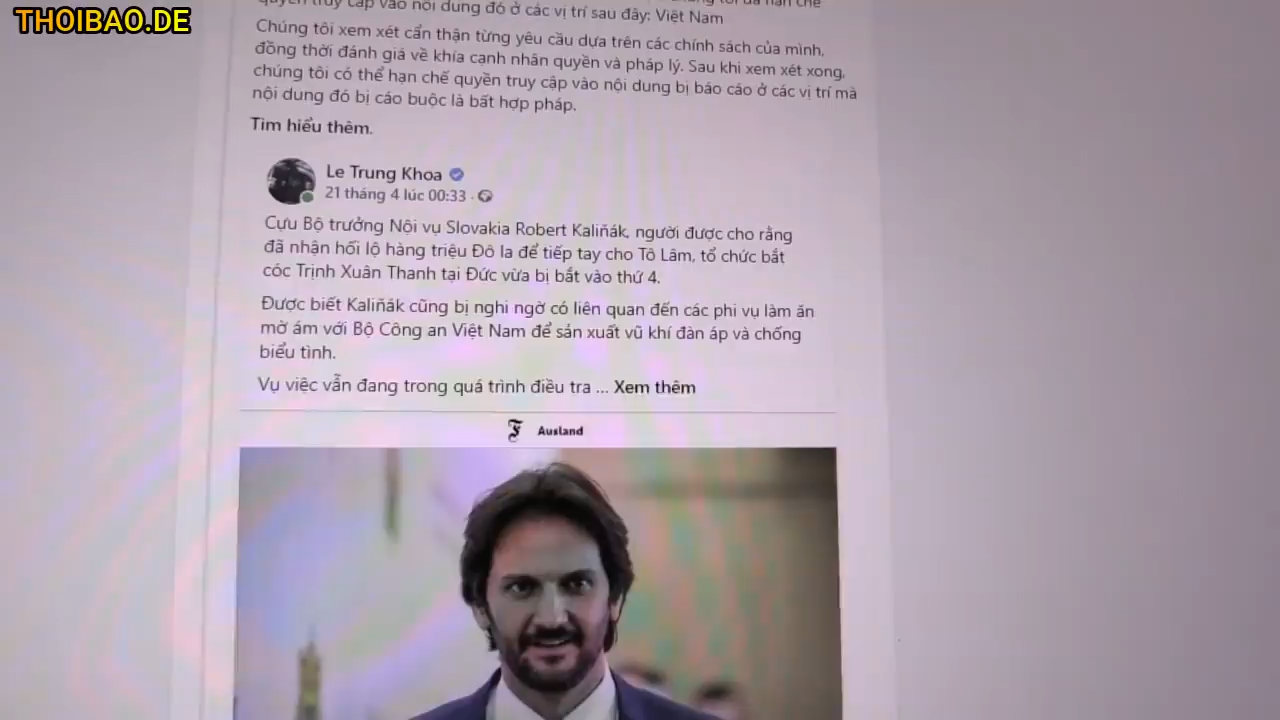 THOIBAO.DE
quyền truy cập vào nội dung đó ở các vị trí sau đây: Việt Nam
Chúng tôi xem xét cẩn thận từng yêu cầu dựa trên các chính sách của mình,
đồng thời đánh giá về khía cạnh nhân quyền và pháp lý. Sau khi xem xét xong,
chúng tôi có thể hạn chế quyền truy cập vào nội dung bị báo cáo ở các vị trí mà
nội dung đó bị cáo buộc là bất hợp pháp.
Tìm hiểu thêm.
Le Trung Khoa
21 tháng 4 lúc 00:33 ·
Cựu Bộ trưởng Nội vụ Slovakia Robert Kaliňák, người được cho rằng
đã nhận hối lộ hàng triệu Đô la để tiếp tay cho Tô Lâm, tổ chức bắt
cóc Trịnh Xuân Thanh tại Đức vừa bị bắt vào thứ 4.
Được biết Kaliňák cũng bị nghi ngờ có liên quan đến các phi vụ làm ăn
mờ ám với Bộ Công an Việt Nam để sản xuất vũ khí đàn áp và chống
biểu tình.
Vụ việc vẫn đang trong quá trình điều tra ... Xem thêm
F Ausland